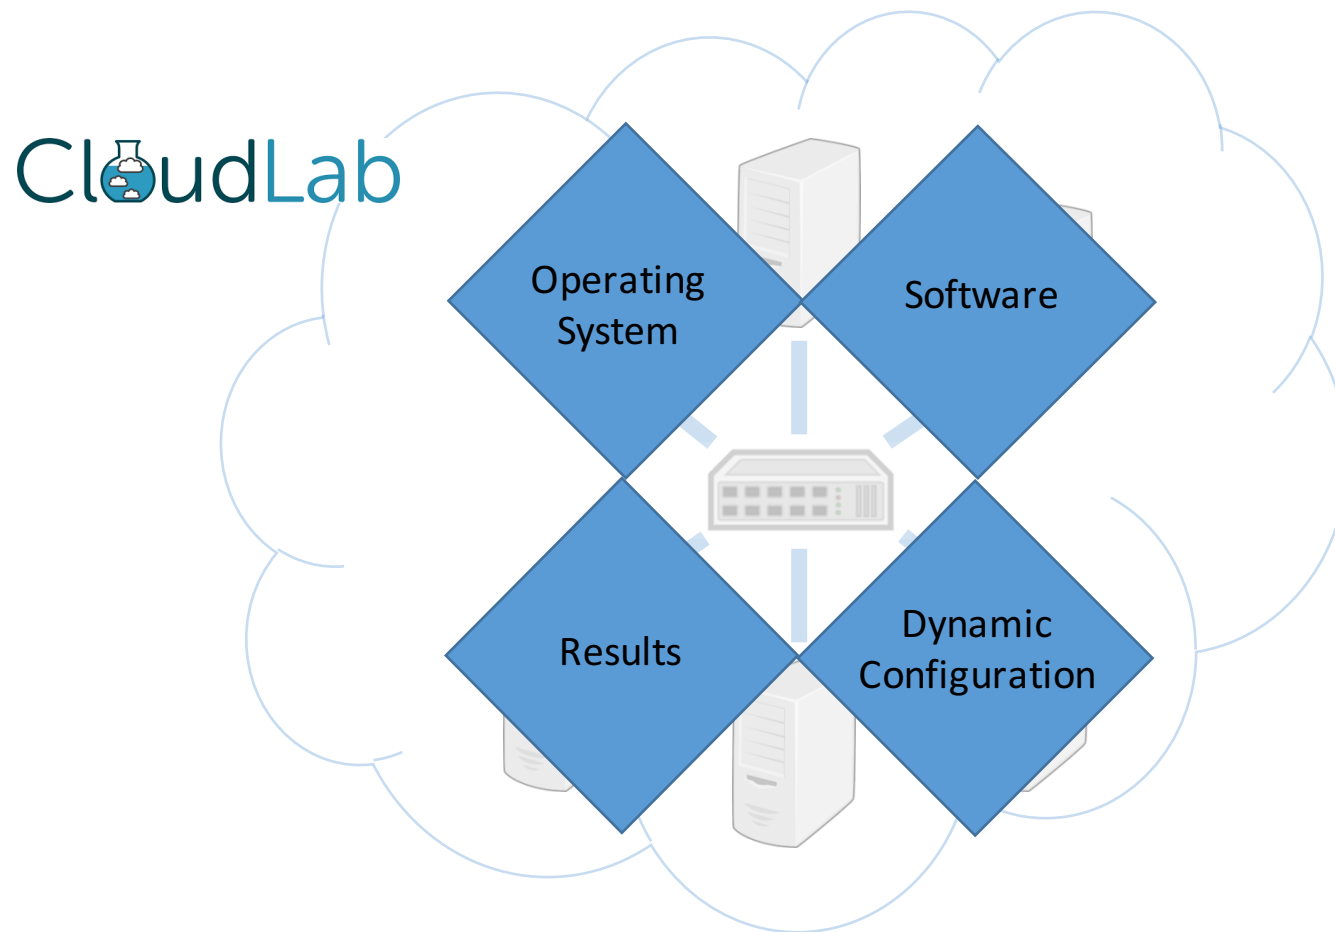 CloudLab
Operating
System
Software
Results
Dynamic
Configuration